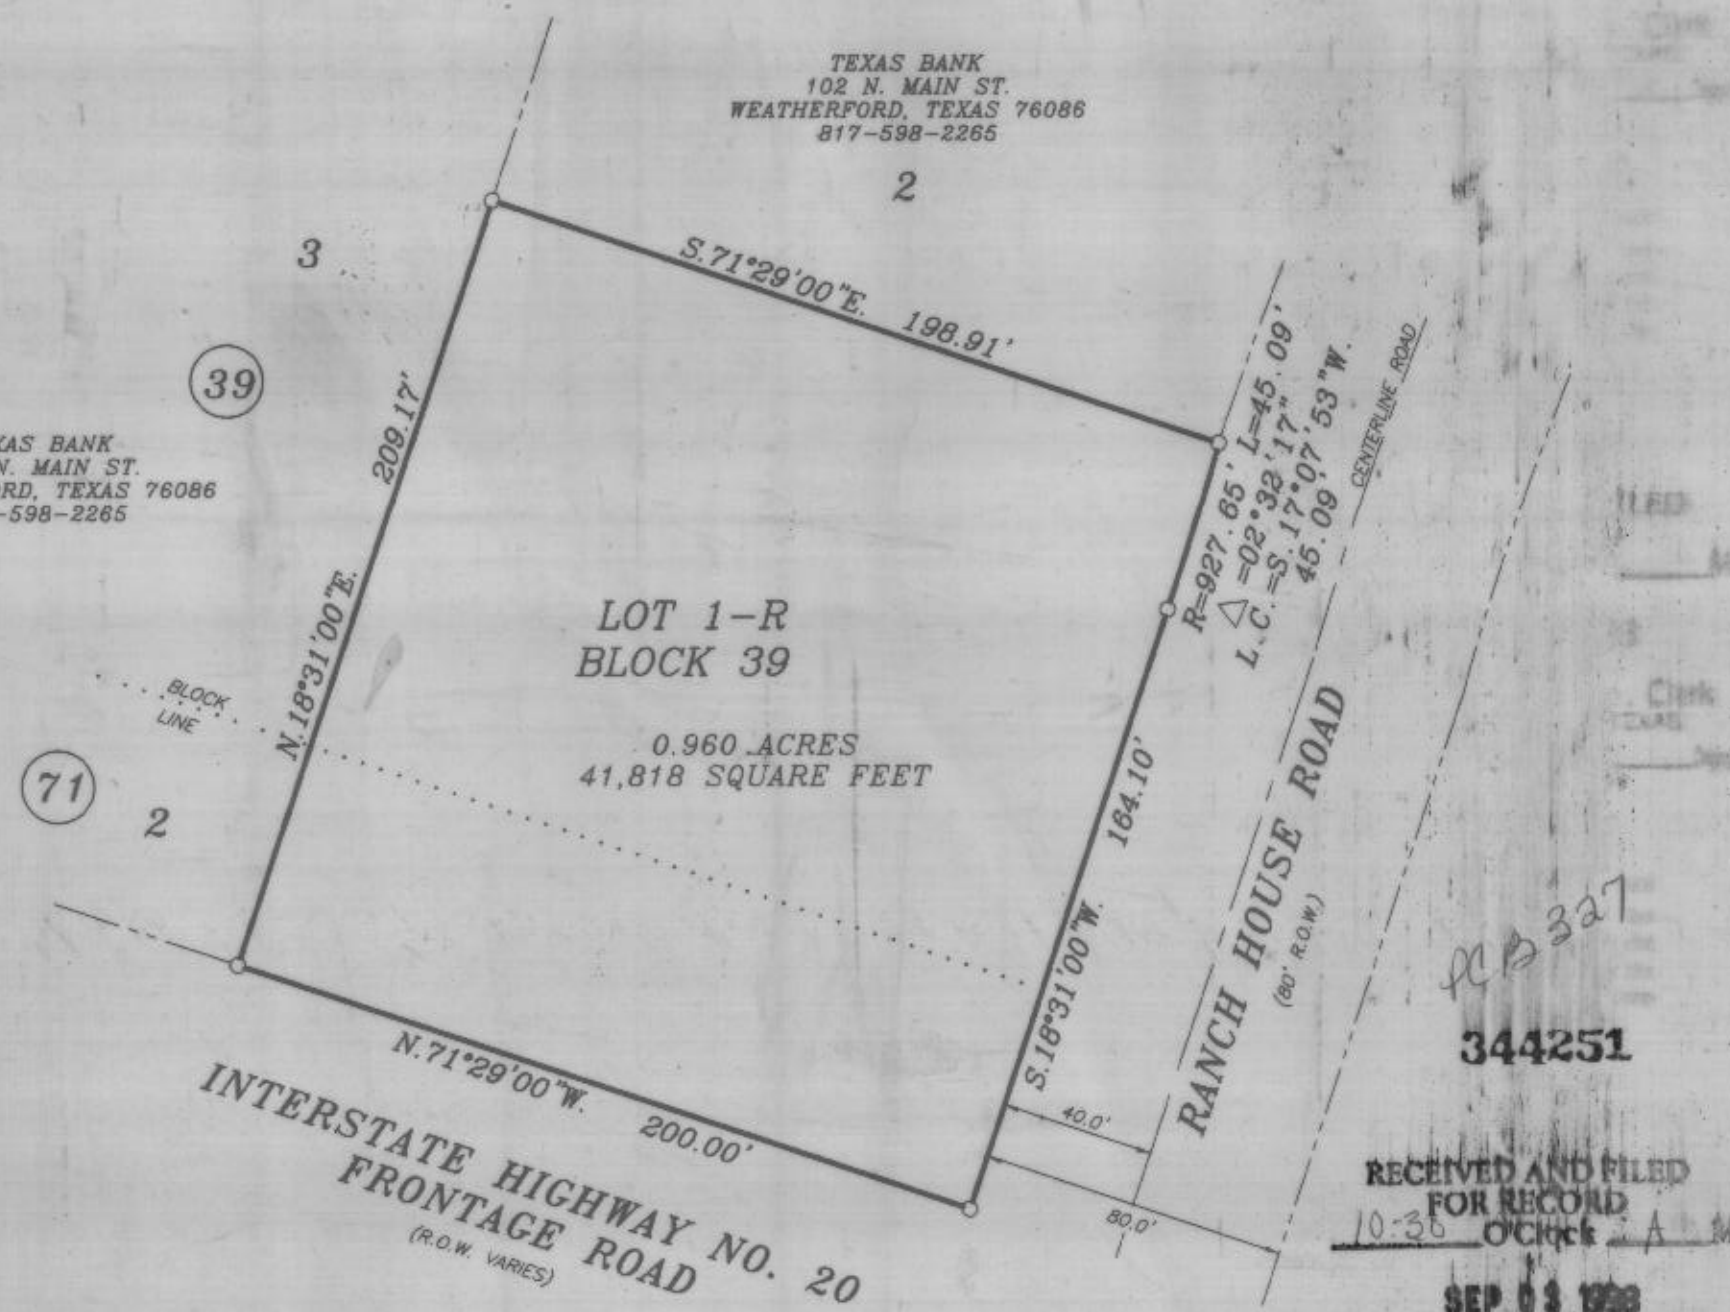 TEXAS BANK
102 N. MAIN ST.
WEATHERFORD, TEXAS 76086
817-598-2265
2
3
S.71°29'00"E. 198.91'
39
209.17'
N.18°31'00"E.
BANK
N. MAIN ST.
TEXAS 76086
-598-2265
R=927.65' L=45.09'
△=02°32'17"
L.C.=S.17°07'53"W.
45.09'
CENTERLINE ROAD
LOT 1-R
BLOCK 39
0.960 ACRES
41,818 SQUARE FEET
BLOCK
LINE
71
2
164.10'
S.18°31'00"W.
RANCH HOUSE ROAD
(80' R.O.W.)
N.71°29'00"W. 200.00'
INTERSTATE HIGHWAY NO. 20
FRONTAGE ROAD
(R.O.W. VARIES)
40.0'
80.0'
PCB 327
344251
RECEIVED AND FILED
FOR RECORD
O'Clock A M
SEP
Clerk